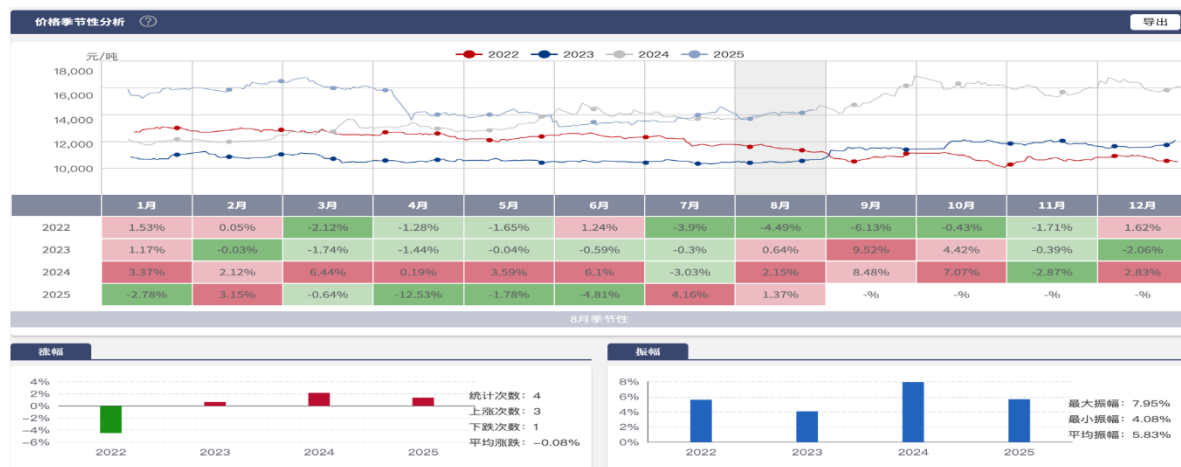 价格季节性分析 ? 导出
元/吨 2022 2023 2024 2025
18,000
16,000
14,000
12,000
10,000
1月 2月 3月 4月 5月 6月 7月 8月 9月 10月 11月 12月
2022 1.53% 0.05% -2.12% -1.28% -1.65% 1.24% -3.9% -4.49% -6.13% -0.43% -1.71% 1.62%
2023 1.17% -0.03% -1.74% -1.44% -0.04% -0.59% -0.3% 0.64% 9.52% 4.42% -0.39% -2.06%
2024 3.37% 2.12% 6.44% 0.19% 3.59% 6.1% -3.03% 2.15% 8.48% 7.07% -2.87% 2.83%
2025 -2.78% 3.15% -0.64% -12.53% -1.78% -4.81% 4.16% 1.37% -% -% -% -%
8月季节性
涨幅
4%
2%
0%
-2%
-4%
-6%
2022 2023 2024 2025
统计次数: 4
上涨次数: 3
下跌次数: 1
平均涨跌: -0.08%
振幅
8%
6%
4%
2%
0%
2022 2023 2024 2025
最大振幅: 7.95%
最小振幅: 4.08%
平均振幅: 5.83%